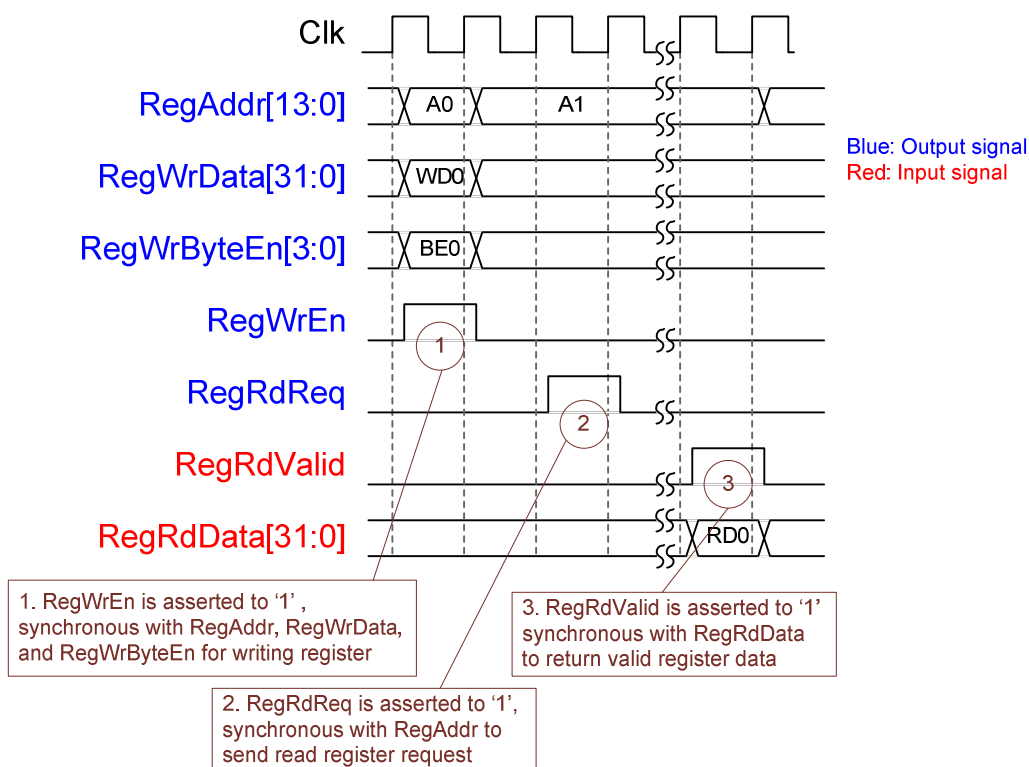 Clk
RegAddr[13:0]
A0
A1
RegWrData[31:0]
WD0
RegWrByteEn[3:0]
BE0
RegWrEn
1
RegRdReq
2
RegRdValid
3
RegRdData[31:0]
RD0
Blue: Output signal
Red: Input signal
1. RegWrEn is asserted to ‘1’ ,
synchronous with RegAddr, RegWrData,
and RegWrByteEn for writing register
3. RegRdValid is asserted to ‘1’
synchronous with RegRdData
to return valid register data
2. RegRdReq is asserted to ‘1’,
synchronous with RegAddr to
send read register request